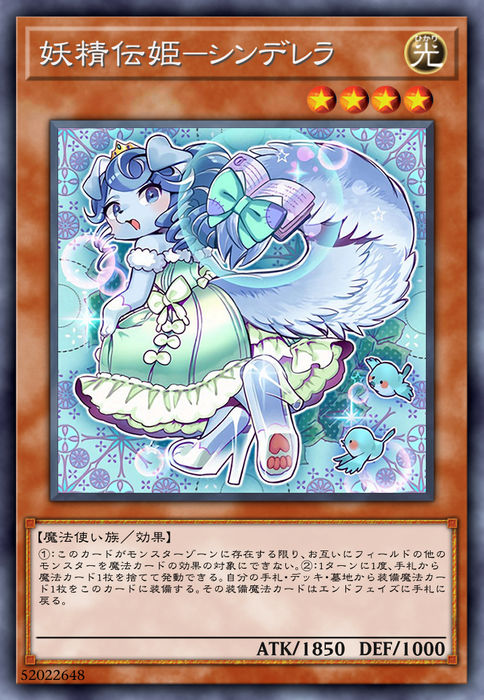 妖精伝姫－シンデレラ
ひかり
光
【魔法使い族／効果】
①：このカードがモンスターゾーンに存在する限り、お互いにフィールドの他の
モンスターを魔法カードの効果の対象にできない。②：1ターンに1度、手札から
魔法カード1枚を捨てて発動できる。自分の手札・デッキ・墓地から装備魔法カー
ド1枚をこのカードに装備する。その装備魔法カードはエンドフェイズに手札に
戻る。
ATK/1850 DEF/1000
52022648